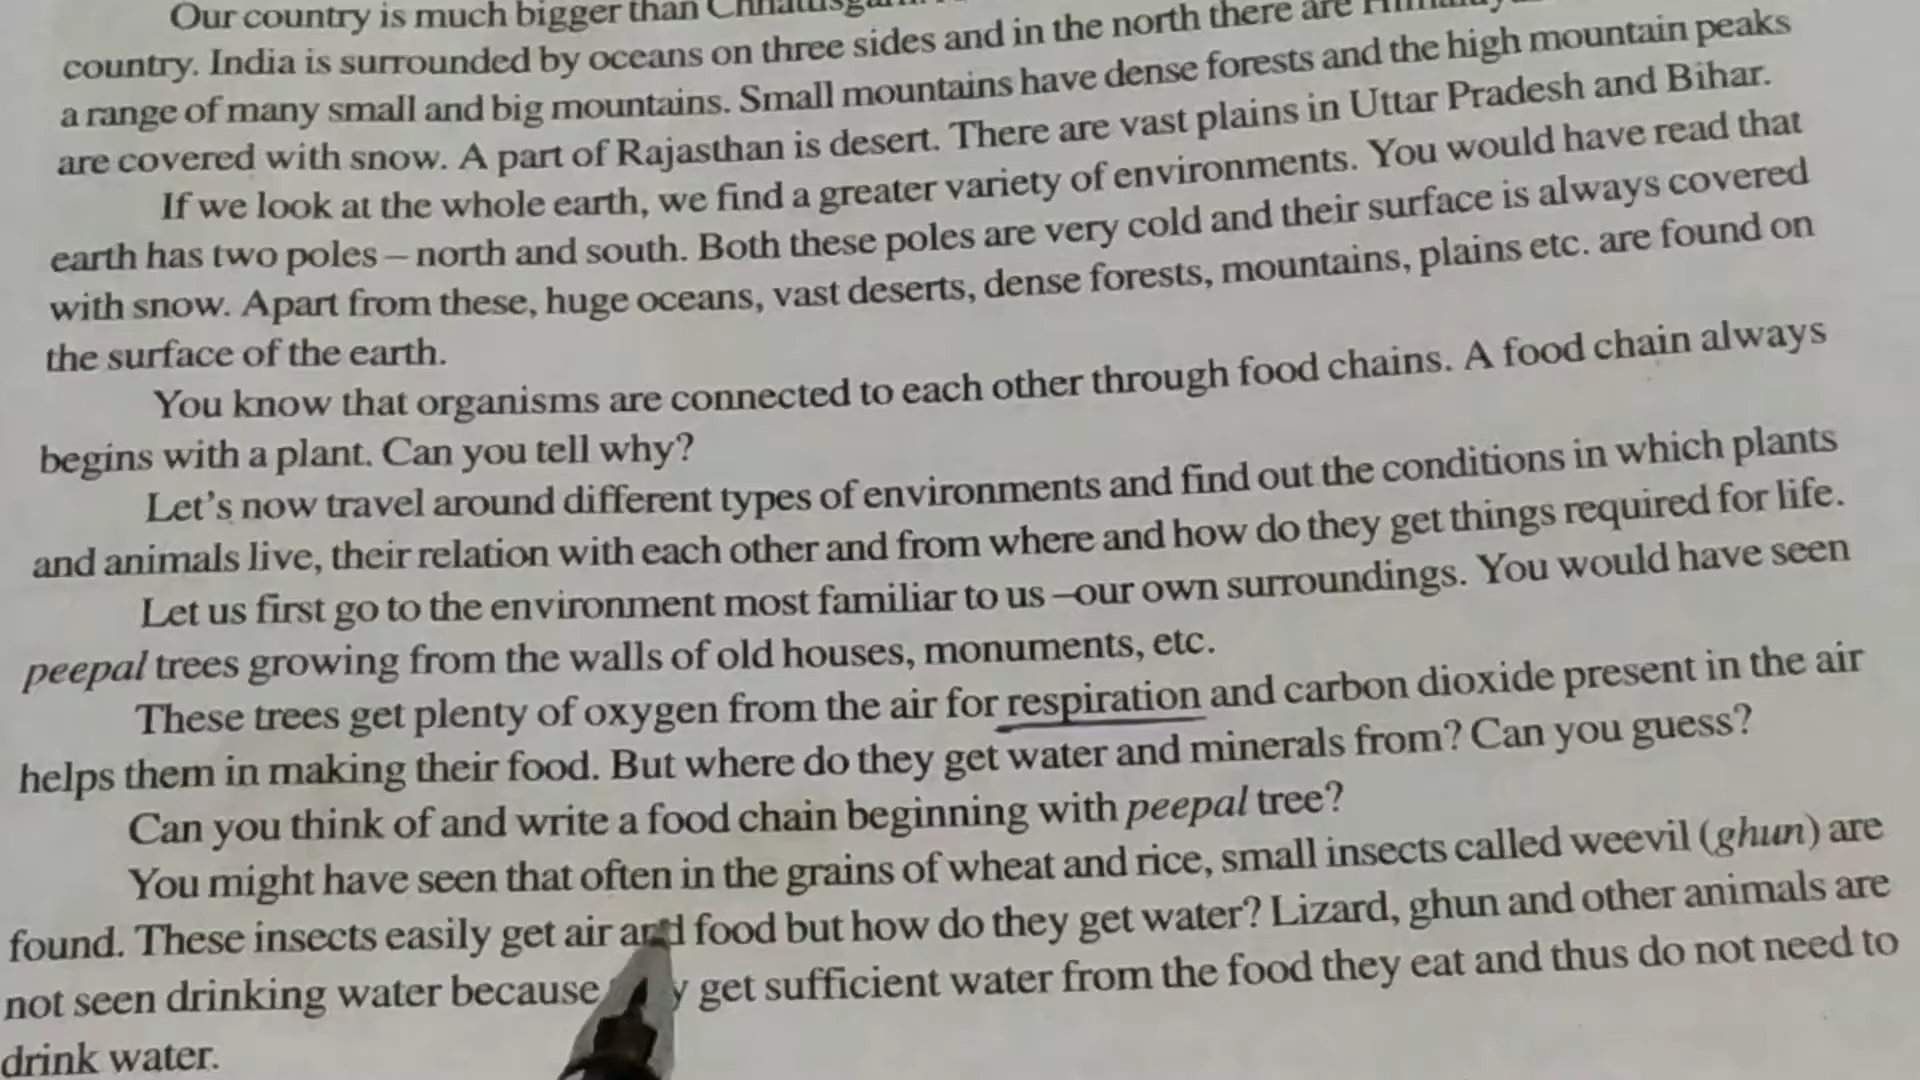 Our country is much bigger than
country. India is surrounded by oceans on three sides and in the north there are
a range of many small and big mountains. Small mountains have dense forests and the high mountain peaks
are covered with snow. A part of Rajasthan is desert. There are vast plains in Uttar Pradesh and Bihar.
If we look at the whole earth, we find a greater variety of environments. You would have read that
earth has two poles – north and south. Both these poles are very cold and their surface is always covered
with snow. Apart from these, huge oceans, vast deserts, dense forests, mountains, plains etc. are found on
the surface of the earth.
You know that organisms are connected to each other through food chains. A food chain always
begins with a plant. Can you tell why?
Let's now travel around different types of environments and find out the conditions in which plants
and animals live, their relation with each other and from where and how do they get things required for life.
Let us first go to the environment most familiar to us –our own surroundings. You would have seen
peepal trees growing from the walls of old houses, monuments, etc.
These trees get plenty of oxygen from the air for respiration and carbon dioxide present in the air
helps them in making their food. But where do they get water and minerals from? Can you guess?
Can you think of and write a food chain beginning with peepal tree?
You might have seen that often in the grains of wheat and rice, small insects called weevil (ghun) are
found. These insects easily get air and food but how do they get water? Lizard, ghun and other animals are
not seen drinking water because get sufficient water from the food they eat and thus do not need to
drink water.